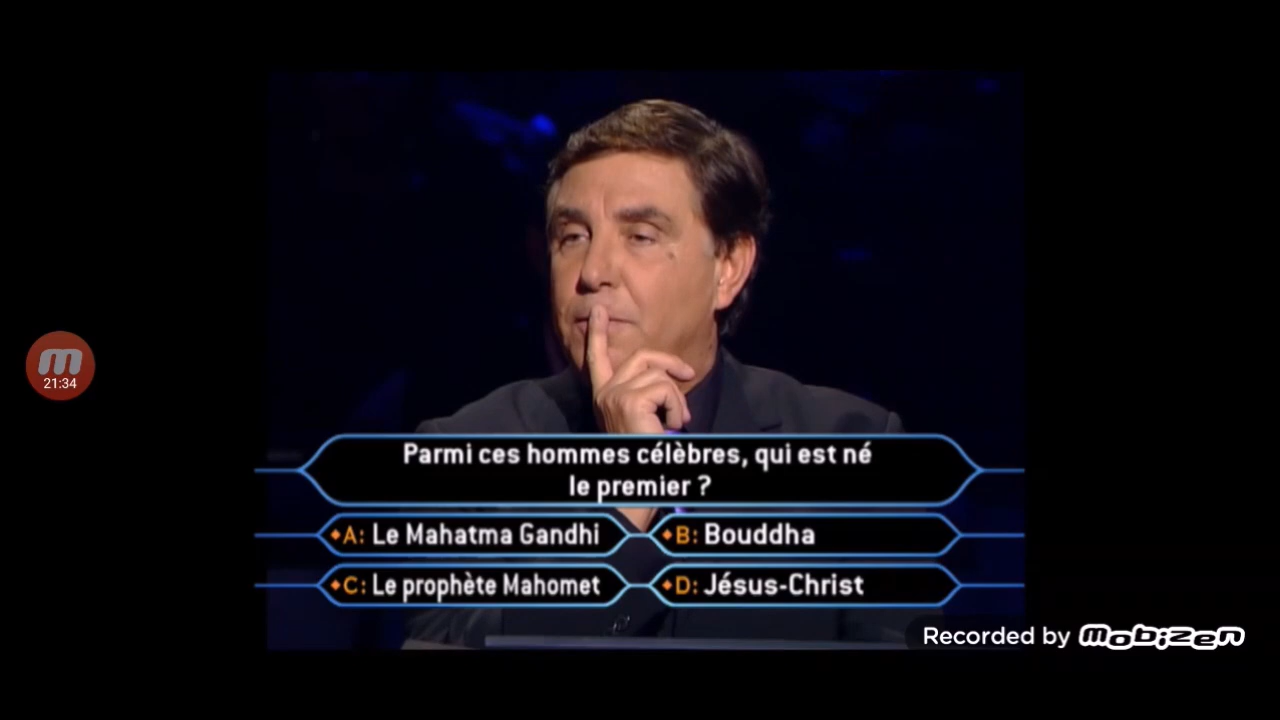 Parmi ces hommes célèbres, qui est né
le premier ?
A: Le Mahatma Gandhi
B: Bouddha
C: Le prophète Mahomet
D: Jésus-Christ
21:34
Recorded by mobizen